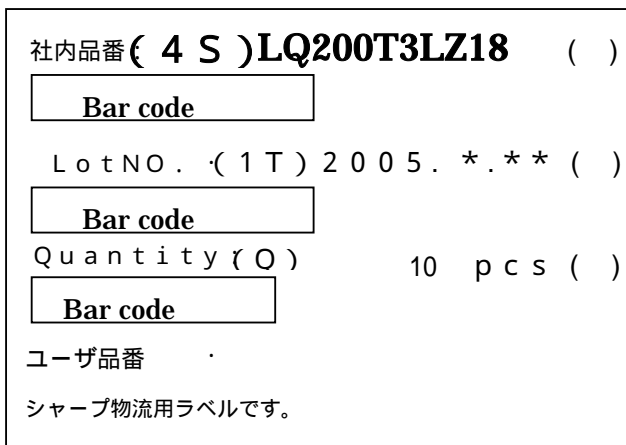 社内品番:(4S)LQ200T3LZ18 ( )
Bar code
LotNO.:(1T)2005.*.**( )
Bar code
Quantity:(Q) 10 pcs( )
Bar code
ユーザ品番 ·
シャープ物流用ラベルです。